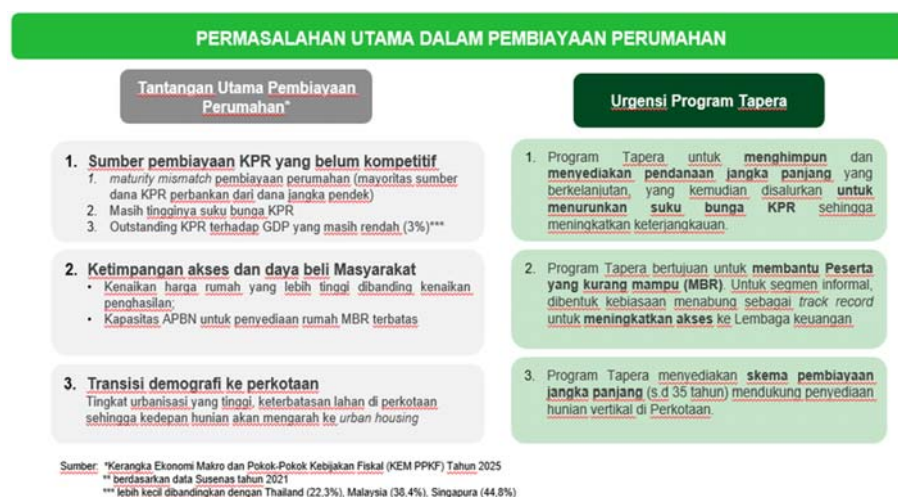 PERMASALAHAN UTAMA DALAM PEMBIAYAAN PERUMAHAN
Tantangan Utama Pembiayaan
Perumahan*
1. Sumber pembiayaan KPR yang belum kompetitif
1. maturity mismatch pembiayaan perumahan (mayoritas sumber
dana KPR perbankan dari dana jangka pendek)
2. Masih tingginya suku bunga KPR
3. Outstanding KPR terhadap GDP yang masih rendah (3%)***
2. Ketimpangan akses dan daya beli Masyarakat
• Kenaikan harga rumah yang lebih tinggi dibanding kenaikan
penghasilan;
• Kapasitas APBN untuk penyediaan rumah MBR terbatas
3. Transisi demografi ke perkotaan
Tingkat urbanisasi yang tinggi, keterbatasan lahan di perkotaan
sehingga kedepan hunian akan mengarah ke urban housing
Urgensi Program Tapera
1. Program Tapera untuk menghimpun dan
menyediakan pendanaan jangka panjang yang
berkelanjutan, yang kemudian disalurkan untuk
menurunkan suku bunga KPR sehingga
meningkatkan keterjangkauan.
2. Program Tapera bertujuan untuk membantu Peserta
yang kurang mampu (MBR). Untuk segmen informal,
dibentuk kebiasaan menabung sebagai track record
untuk meningkatkan akses ke Lembaga keuangan
3. Program Tapera menyediakan skema pembiayaan
jangka panjang (s.d 35 tahun) mendukung penyediaan
hunian vertikal di Perkotaan.
Sumber: *Kerangka Ekonomi Makro dan Pokok-Pokok Kebijakan Fiskal (KEM PPKF) Tahun 2025
** berdasarkan data Susenas tahun 2021
*** lebih kecil dibandingkan dengan Thailand (22,3%), Malaysia (38,4%), Singapura (44,8%)